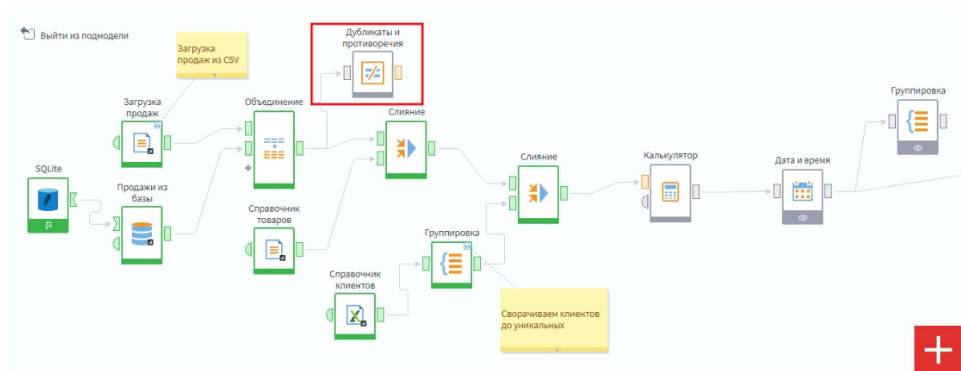 Выйти из подмодели
Загрузка
продаж из CSV
Дубликаты и
противоречия
Загрузка
продаж
Объединение
Слияние
Группировка
SQLite
Продажи из
базы
Слияние
Калькулятор
Дата и время
Справочник
товаров
Группировка
Справочник
клиентов
Сворачиваем клиентов
до уникальных